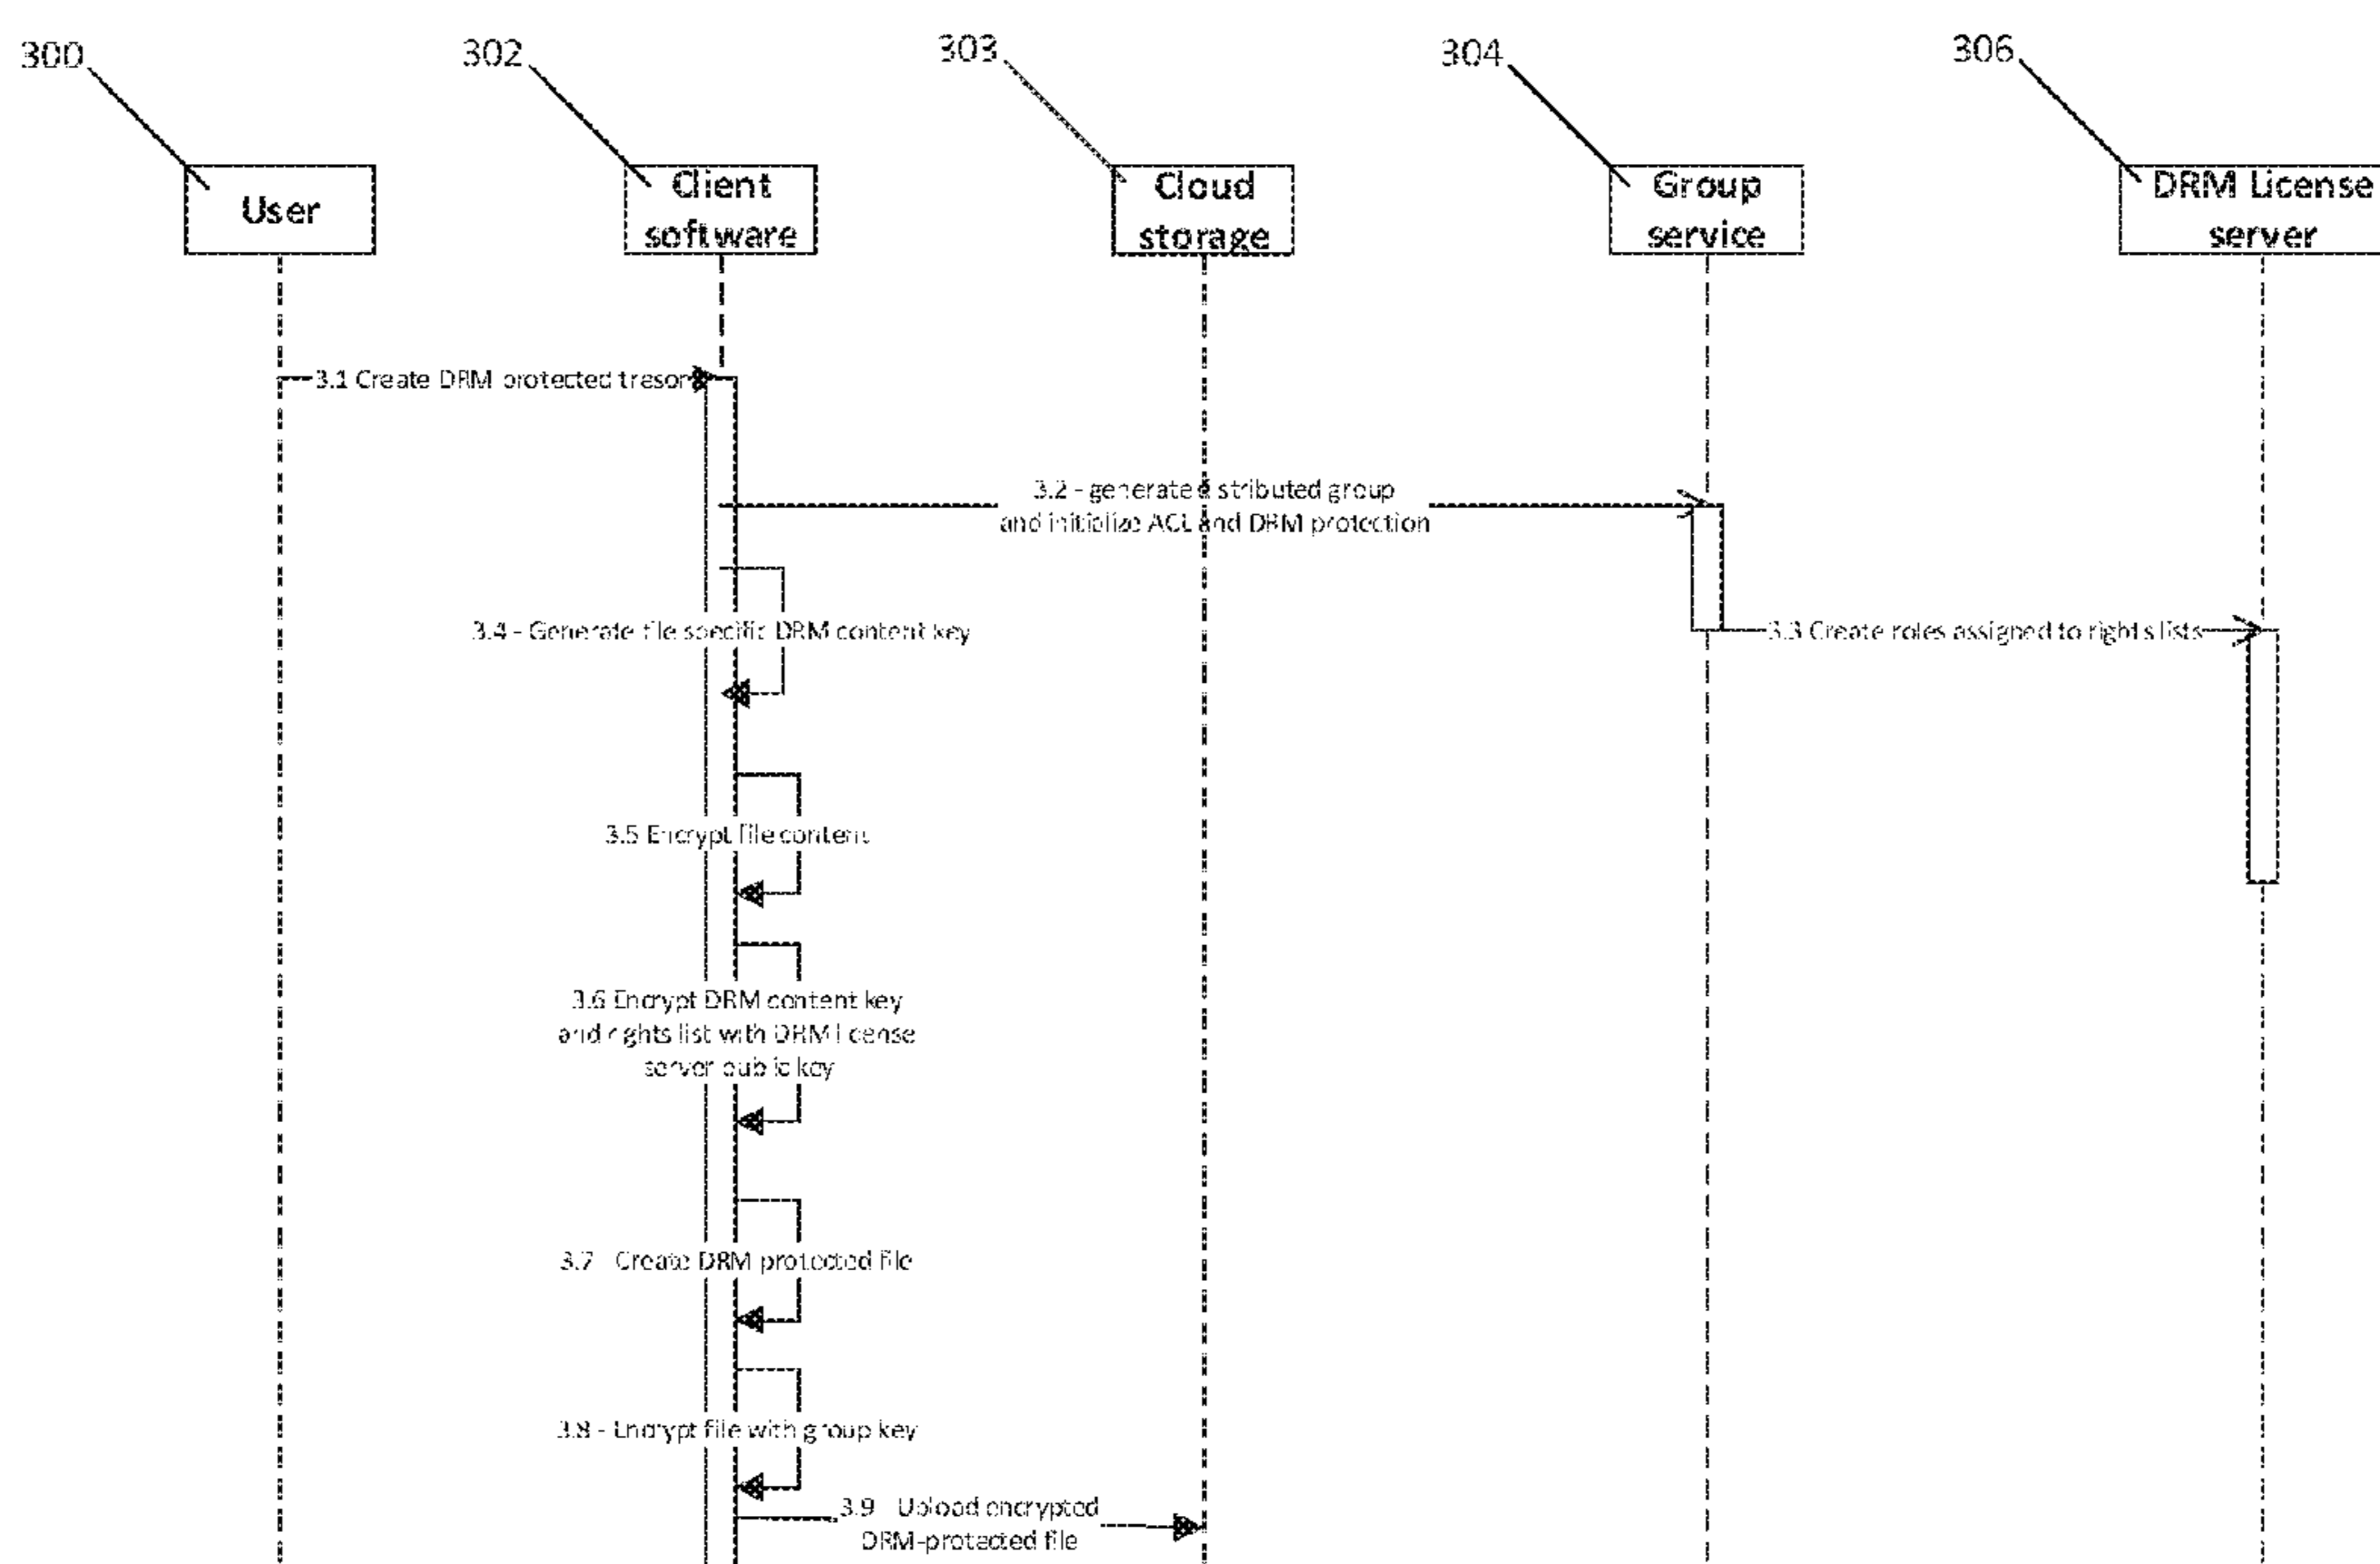 300
302
303
304
306
User
Client
software
Cloud
storage
Group
service
DRM License
server
3.1 Create DRM protected tresor
3.2 - generate distributed group
and initialize ACL and DRM protection
3.3 Create roles assigned to rights lists
3.4 - Generate file specific DRM content key
3.5 Encrypt file content
3.6 Encrypt DRM content key
and rights list with DRM license
server public key
3.7 Create DRM protected file
3.8 - Encrypt file with group key
3.9 Upload encrypted
DRM-protected file